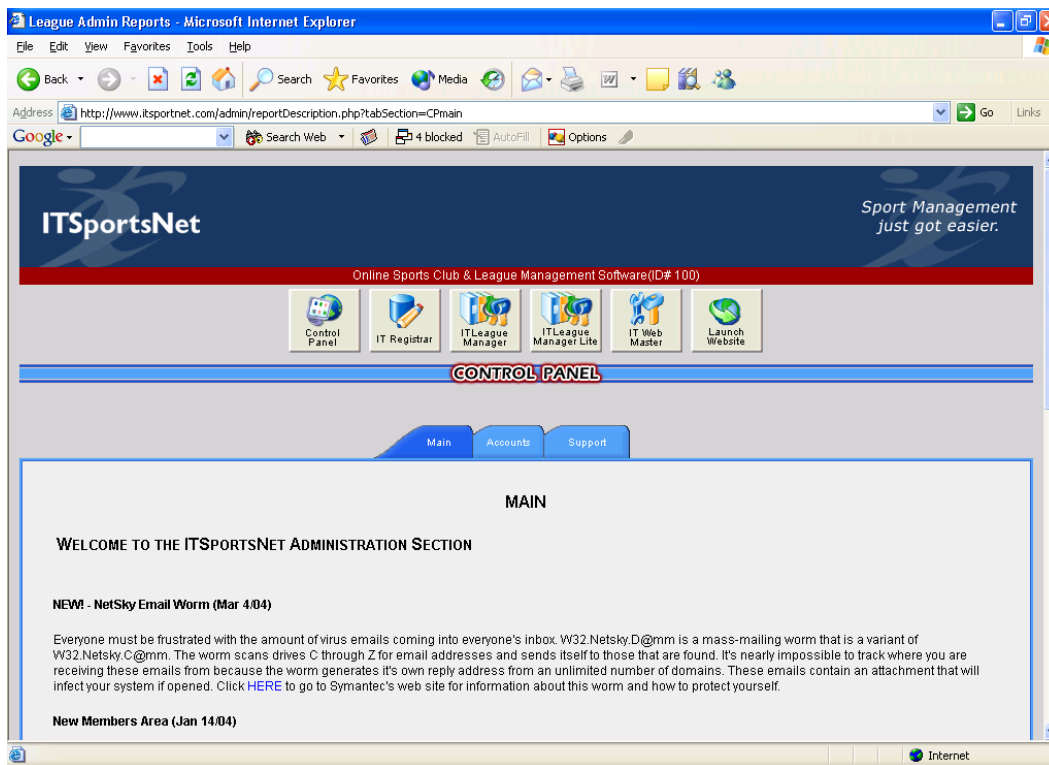 League Admin Reports - Microsoft Internet Explorer
File Edit View Favorites Tools Help
Back Search Favorites Media
Address http://www.itsportnet.com/admin/reportDescription.php?tabSection=CPmain Go Links
Google Search Web 4 blocked AutoFill Options
ITSportsNet
Sport Management
just got easier.
Online Sports Club & League Management Software(ID# 100)
Control Panel IT Registrar ITLeague Manager ITLeague Manager Lite IT Web Master Launch Website
CONTROL PANEL
Main Accounts Support
MAIN
WELCOME TO THE ITSPORTSNET ADMINISTRATION SECTION
NEW! - NetSky Email Worm (Mar 4/04)
Everyone must be frustrated with the amount of virus emails coming into everyone's inbox. W32.Netsky.D@mm is a mass-mailing worm that is a variant of
W32.Netsky.C@mm. The worm scans drives C through Z for email addresses and sends itself to those that are found. It's nearly impossible to track where you are
receiving these emails from because the worm generates it's own reply address from an unlimited number of domains. These emails contain an attachment that will
infect your system if opened. Click HERE to go to Symantec's web site for information about this worm and how to protect yourself.
New Members Area (Jan 14/04)
Internet